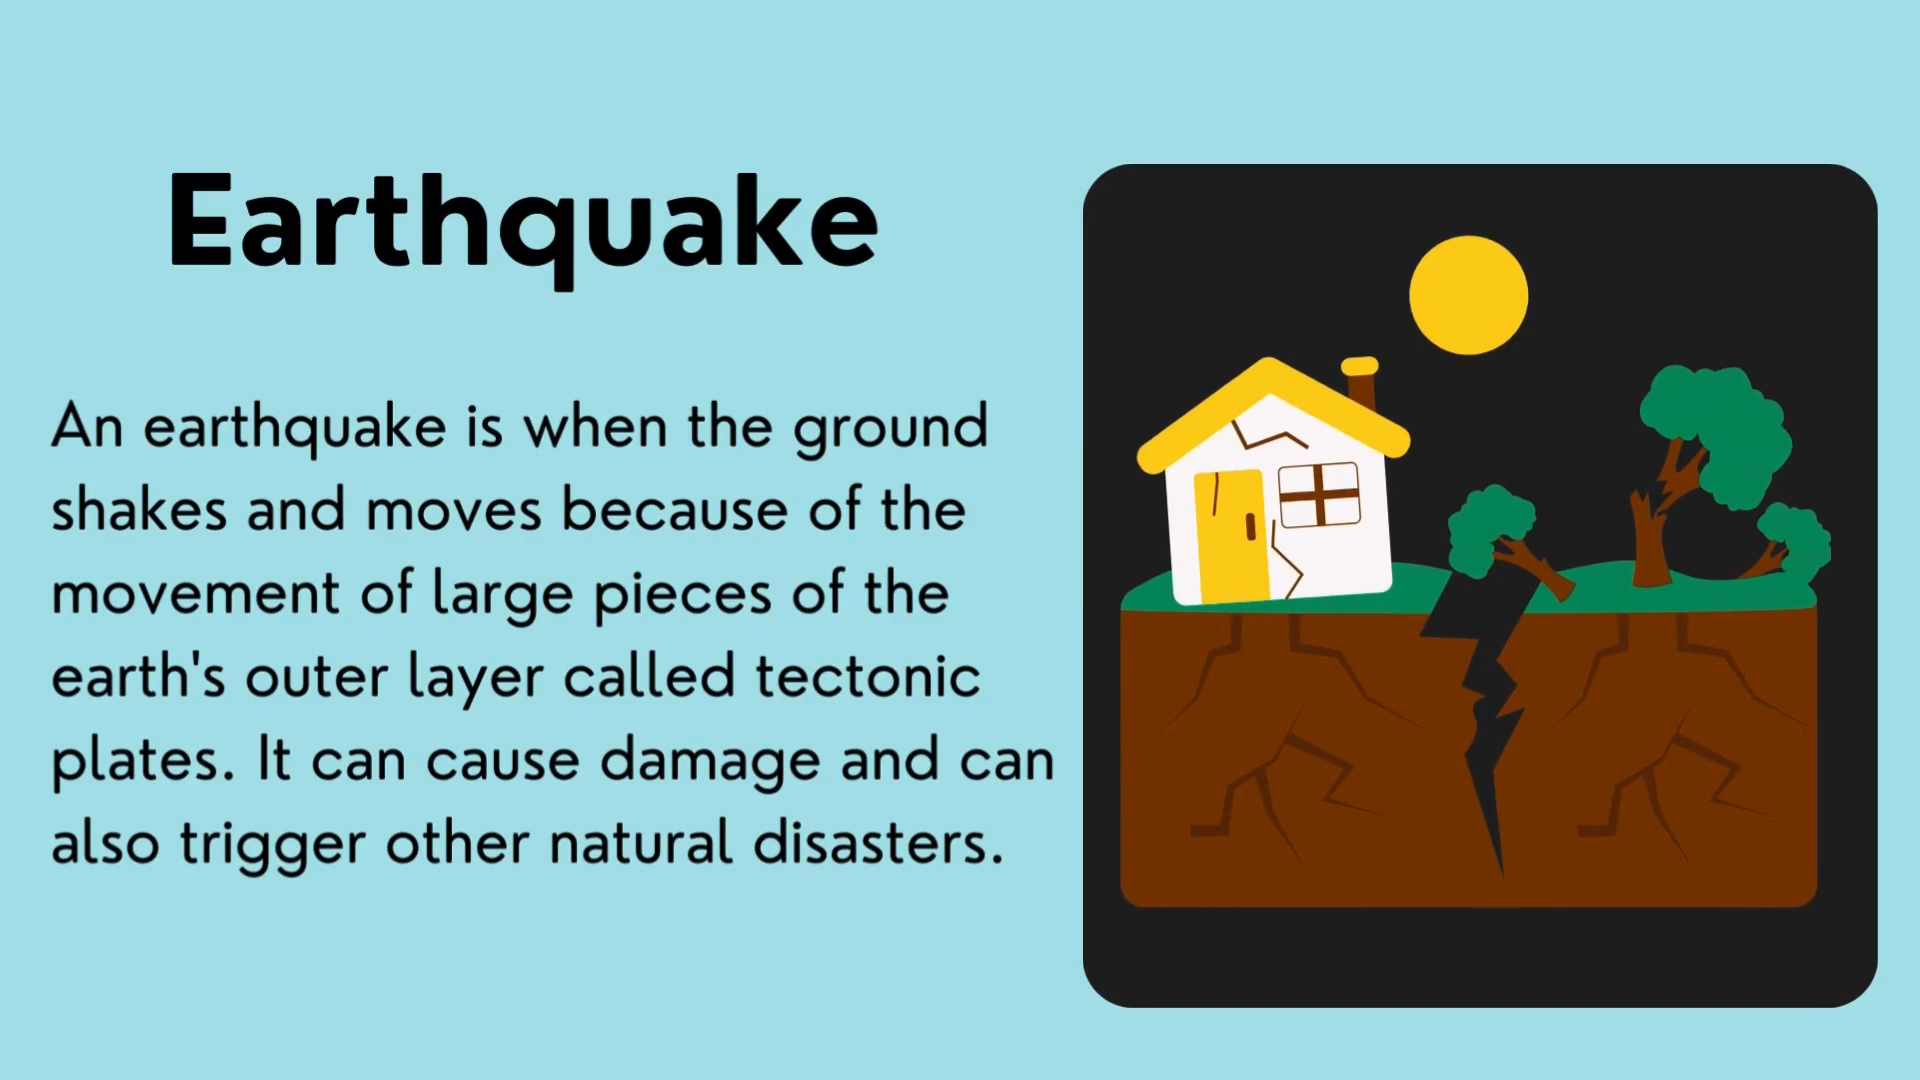 Earthquake
An earthquake is when the ground
shakes and moves because of the
movement of large pieces of the
earth's outer layer called tectonic
plates. It can cause damage and can
also trigger other natural disasters.